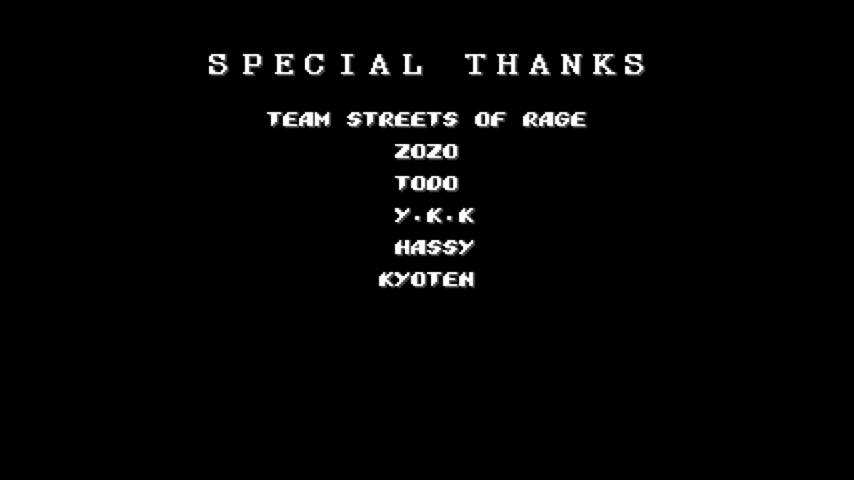 SPECIAL THANKS
TEAM STREETS OF RAGE
ZOZO
TODO
Y.K.K
HASSY
KYOTEN